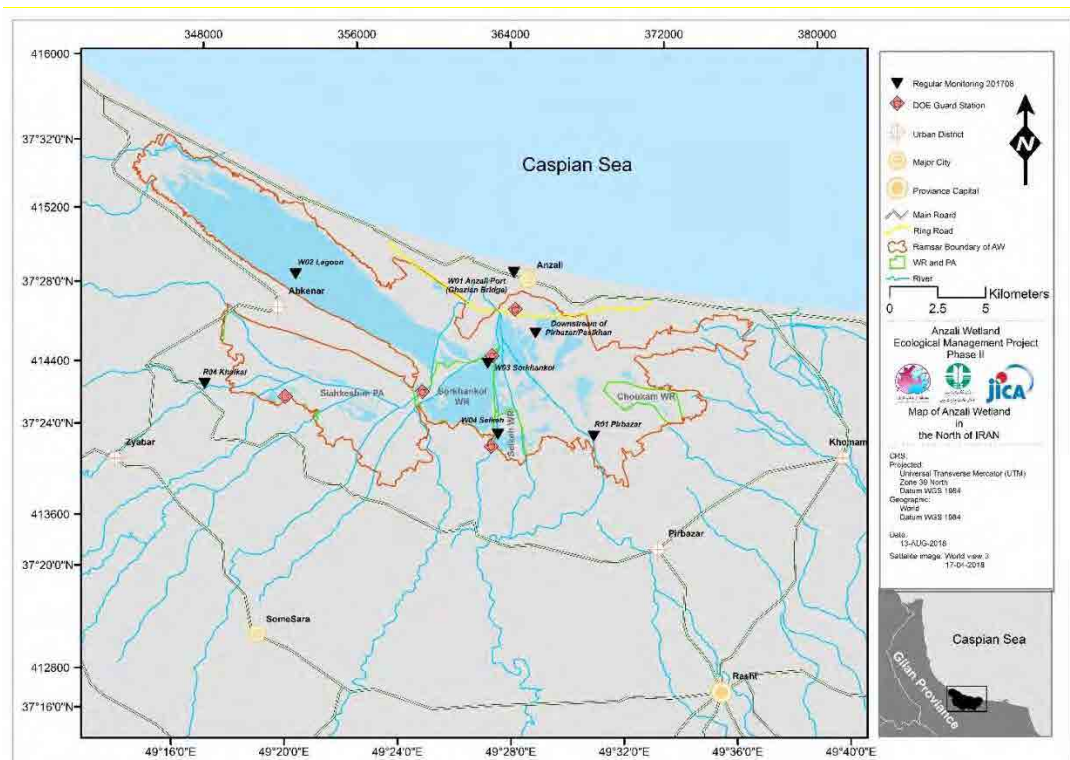 348000 356000 364000 372000 380000
416000
37°32'0"N
415200
37°28'0"N
414400
37°24'0"N
413600
37°20'0"N
412800
37°16'0"N
Caspian Sea
W02 Lagoon
Abkenar
W01 Anzali Port
(Ghazian Bridge)
Anzali
Downstream of
Pirbazar/Pasikhan
W03 Sorkhankol
R04 Khalkai
Siahkeshim PA
Sorkhankol
WR
Choukam WR
W04 Selkeh
Selkeh WR
R01 Pirbazar
Zyabar
Khomam
Pirbazar
SomeSara
Rasht
49°16'0"E 49°20'0"E 49°24'0"E 49°28'0"E 49°32'0"E 49°36'0"E 49°40'0"E
Regular Monitoring 201708
DOE Guard Station
Urban District
Major City
Proviance Capital
Main Roard
Ring Road
Ramsar Boundary of AW
WR and PA
River
N
0 2.5 5 Kilometers
Anzali Wetland
Ecological Management Project
Phase II
jICA
Map of Anzali Wetland
in
the North of IRAN
CRS:
Projected:
Universal Transverse Mercator (UTM)
Zone 39 North
Datum WGS 1984
Geographic:
World
Datum WGS 1984
Date:
13-AUG-2018
Sattelite image: World view 3
17-01-2018
Caspian Sea
Gilan Proviance